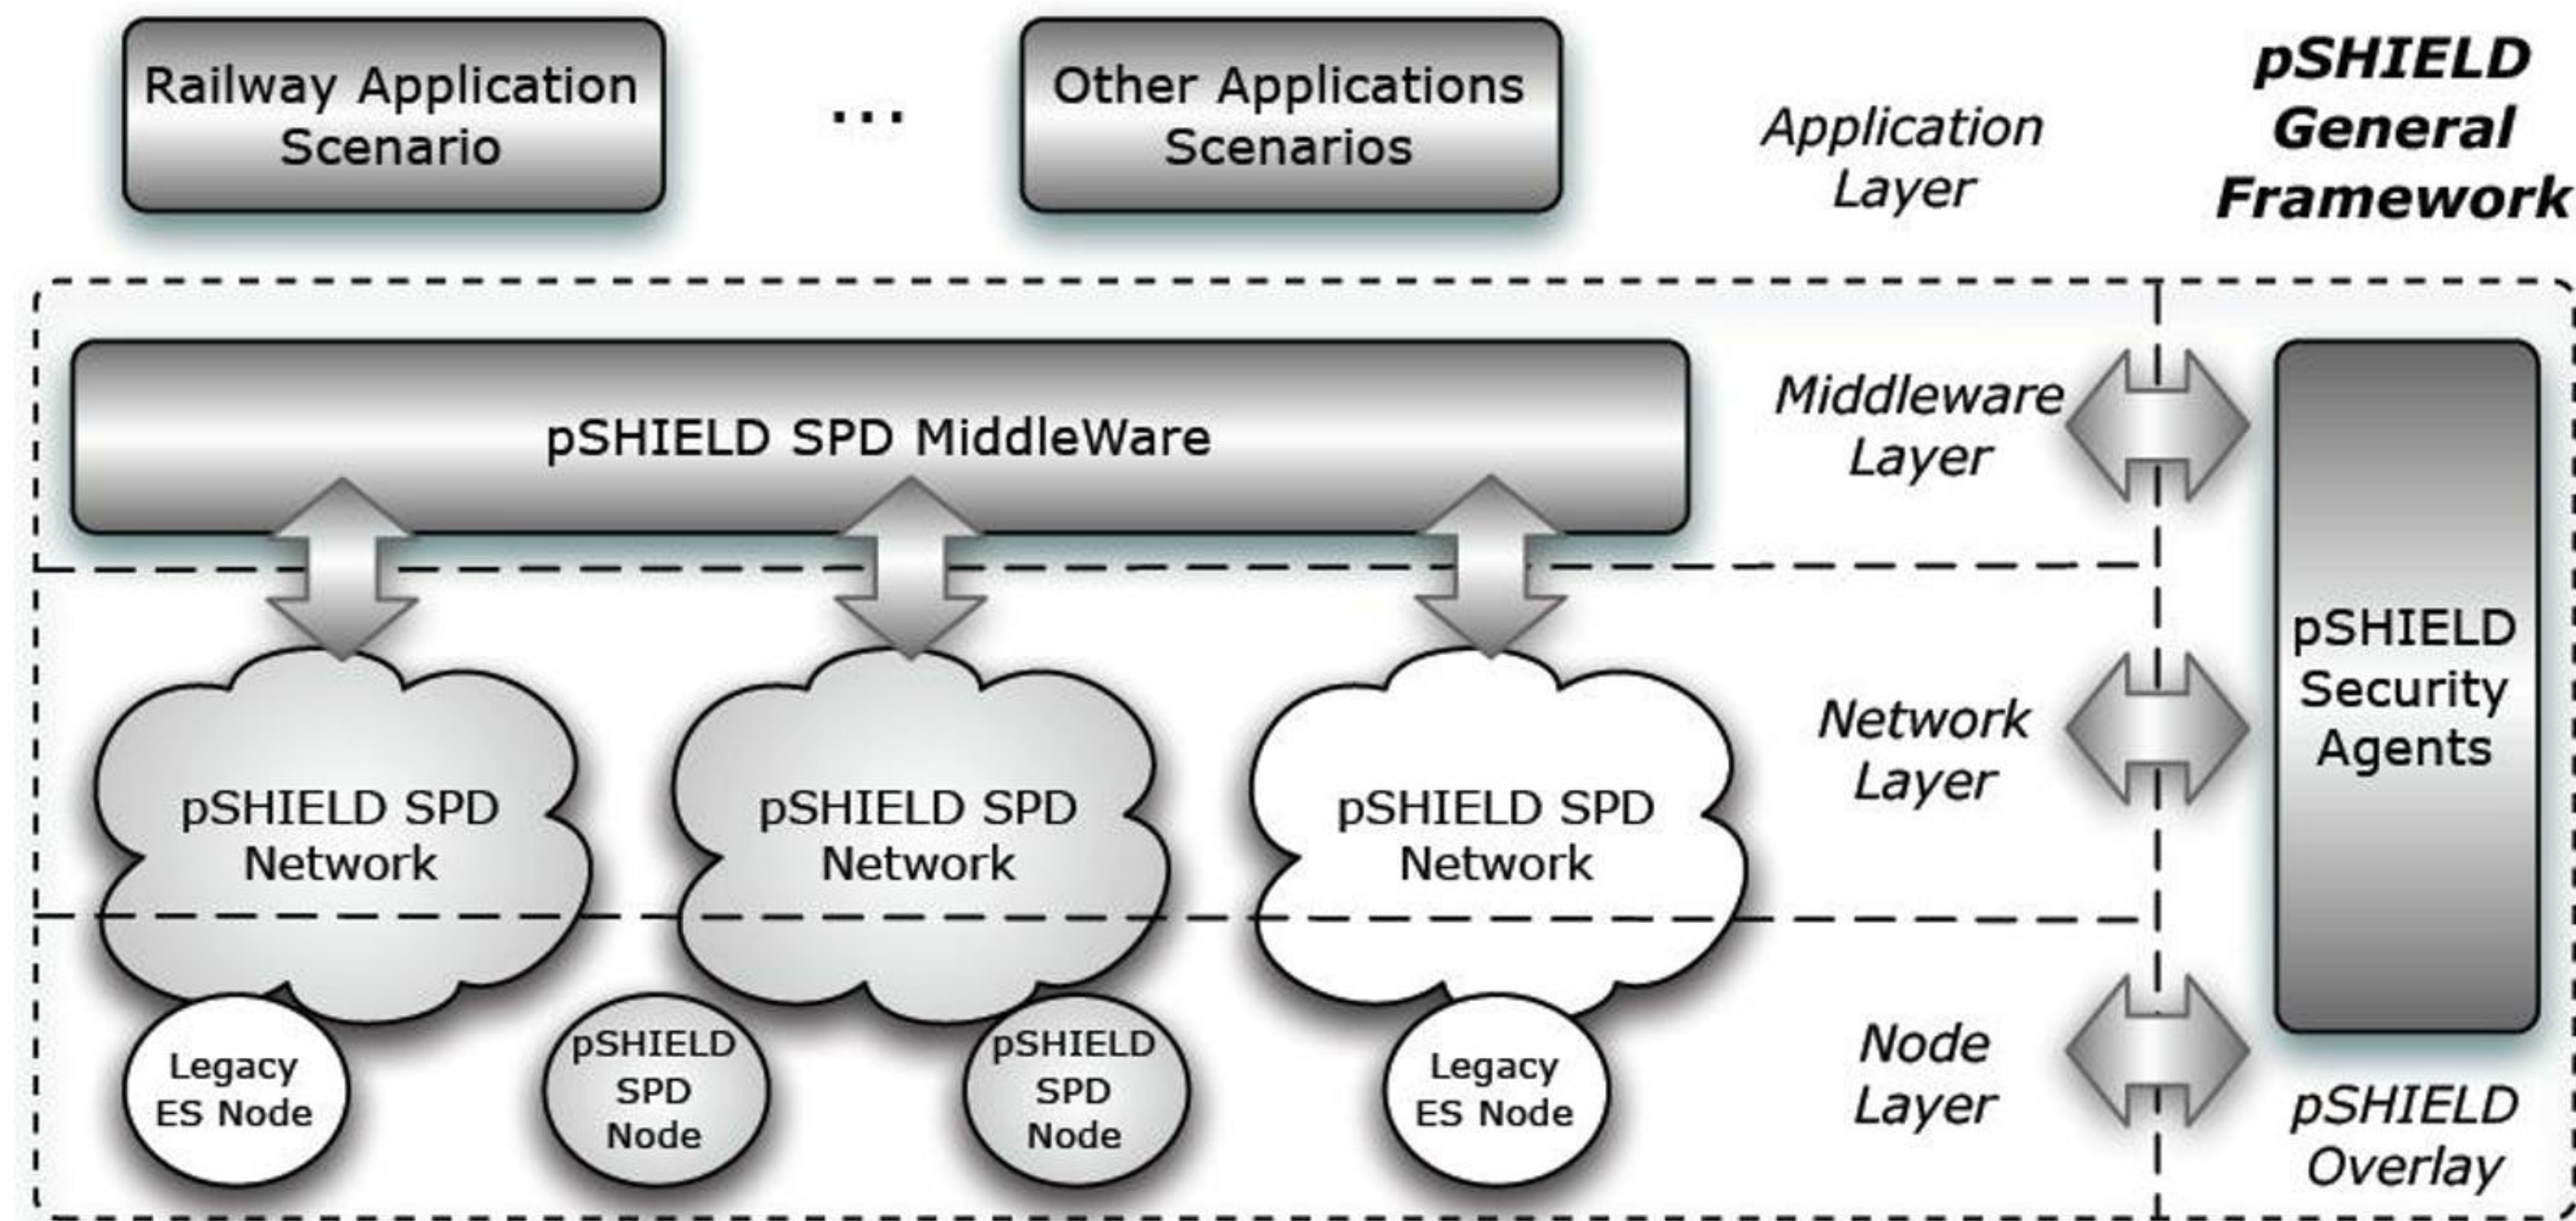 Railway Application
Scenario
...
Other Applications
Scenarios
Application
Layer
pSHIELD
General
Framework
pSHIELD SPD MiddleWare
Middleware
Layer
pSHIELD SPD
Network
pSHIELD SPD
Network
pSHIELD SPD
Network
Network
Layer
pSHIELD
Security
Agents
Legacy
ES Node
pSHIELD
SPD
Node
pSHIELD
SPD
Node
Legacy
ES Node
Node
Layer
pSHIELD
Overlay